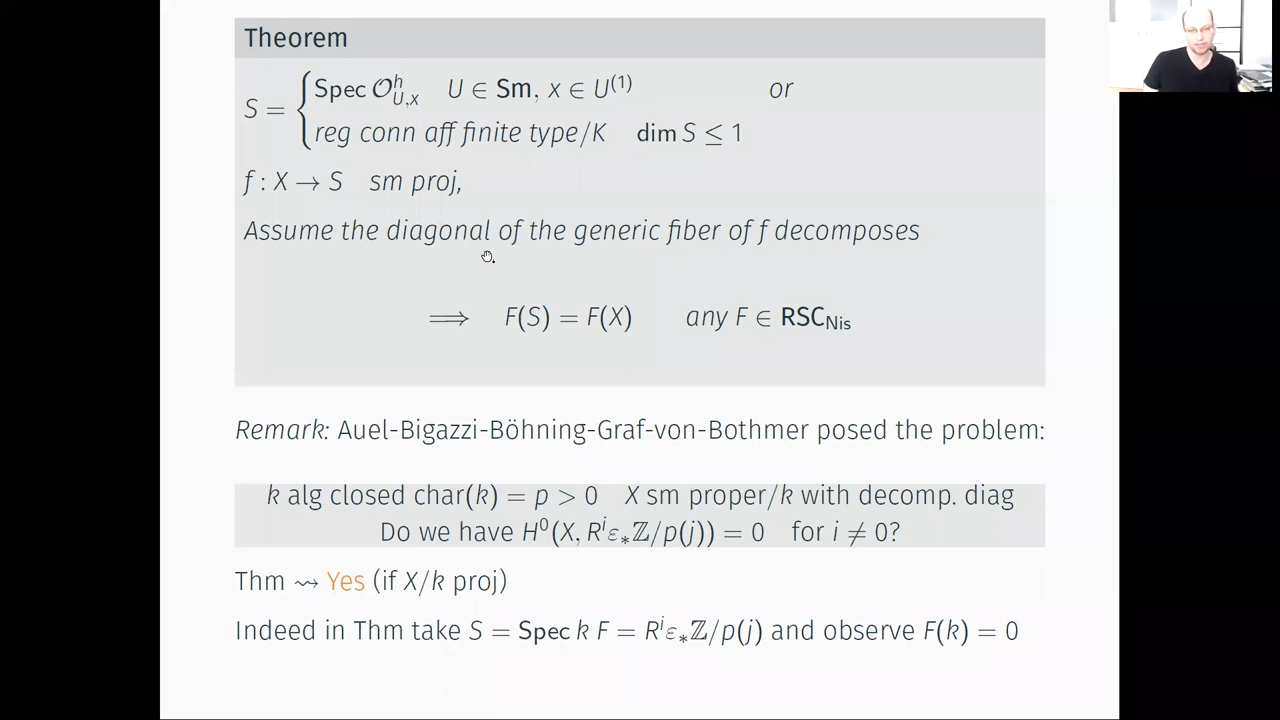 Theorem
S = { Spec 𝒪^h_{U,x} U ∈ Sm, x ∈ U^{(1)} or
reg conn aff finite type/K dim S ≤ 1
f : X → S sm proj,
Assume the diagonal of the generic fiber of f decomposes
⟹ F(S) = F(X) any F ∈ RSC_{Nis}
Remark: Auel-Bigazzi-Böhning-Graf-von-Bothmer posed the problem:
k alg closed char(k) = p > 0 X sm proper/k with decomp. diag
Do we have H^0(X, R^iε_*ℤ/p(j)) = 0 for i ≠ 0?
Thm ⇝ Yes (if X/k proj)
Indeed in Thm take S = Spec k F = R^iε_*ℤ/p(j) and observe F(k) = 0